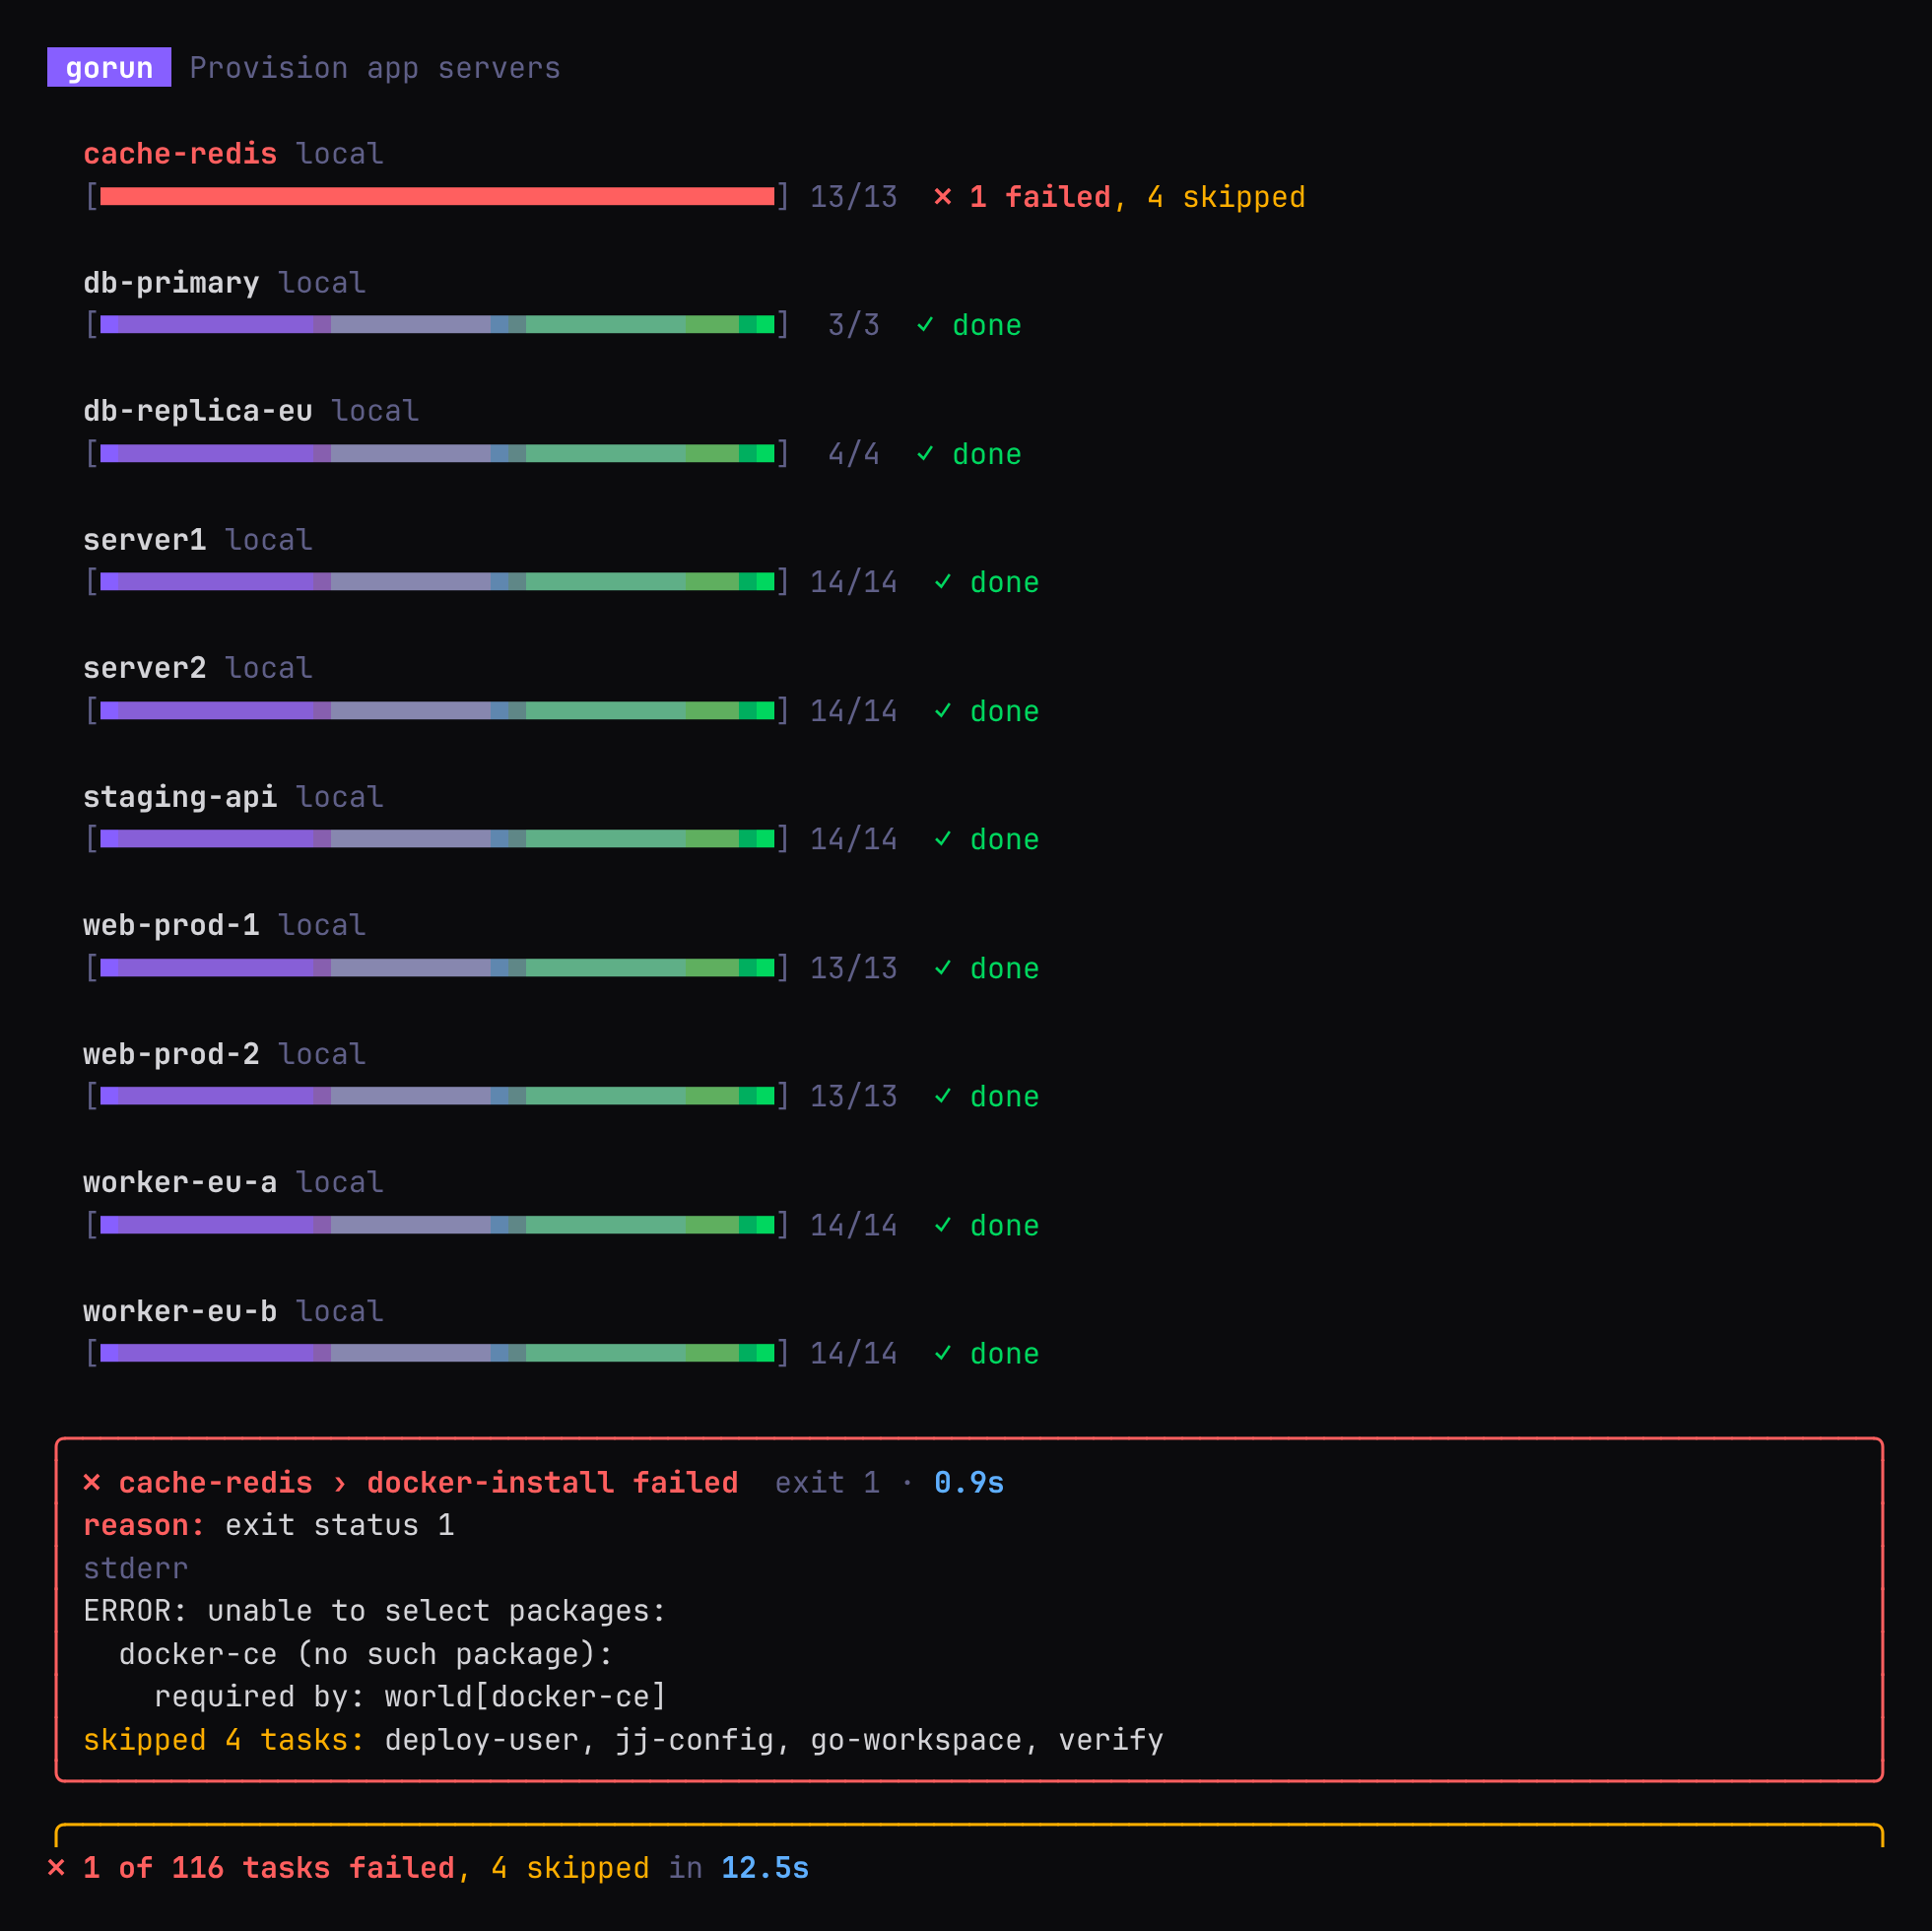 gorun Provision app servers
cache-redis local
[] 13/13 × 1 failed, 4 skipped
db-primary local
[] 3/3 ✓ done
db-replica-eu local
[] 4/4 ✓ done
server1 local
[] 14/14 ✓ done
server2 local
[] 14/14 ✓ done
staging-api local
[] 14/14 ✓ done
web-prod-1 local
[] 13/13 ✓ done
web-prod-2 local
[] 13/13 ✓ done
worker-eu-a local
[] 14/14 ✓ done
worker-eu-b local
[] 14/14 ✓ done
× cache-redis › docker-install failed exit 1 · 0.9s
reason: exit status 1
stderr
ERROR: unable to select packages:
docker-ce (no such package):
required by: world[docker-ce]
skipped 4 tasks: deploy-user, jj-config, go-workspace, verify
× 1 of 116 tasks failed, 4 skipped in 12.5s